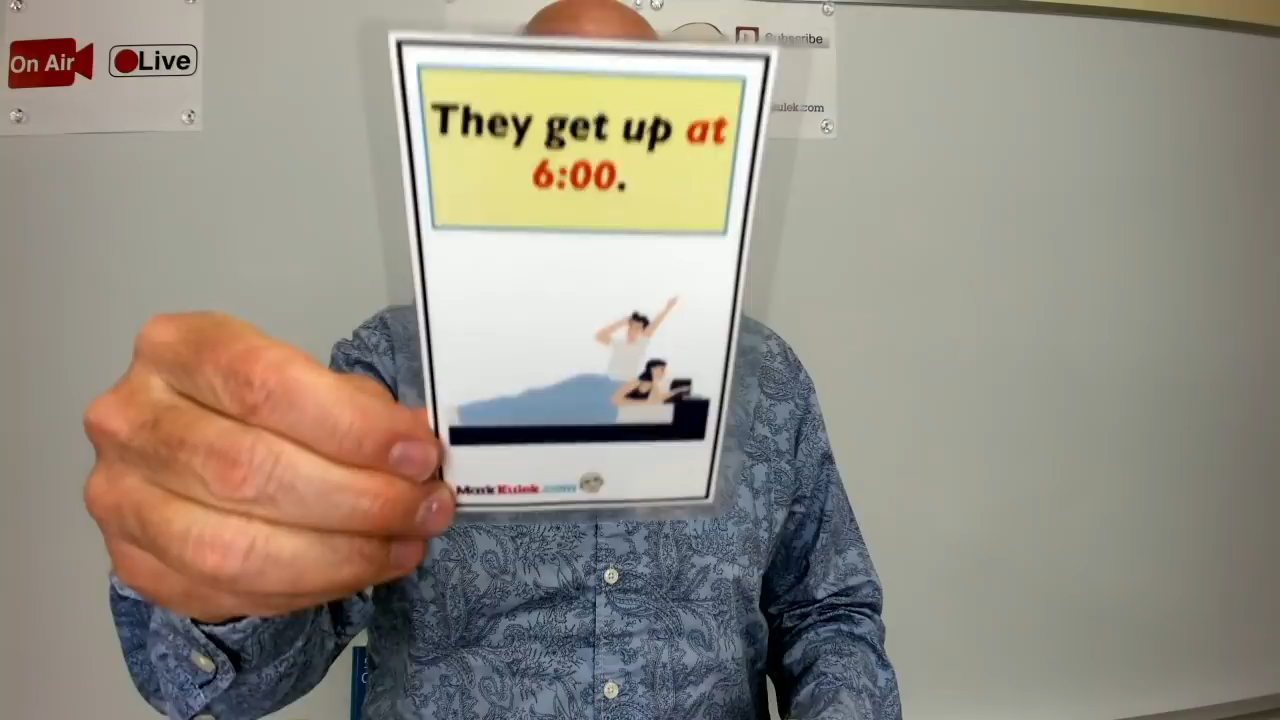 On Air
Live
Subscribe
They get up at
6:00.
MarkKulek.com